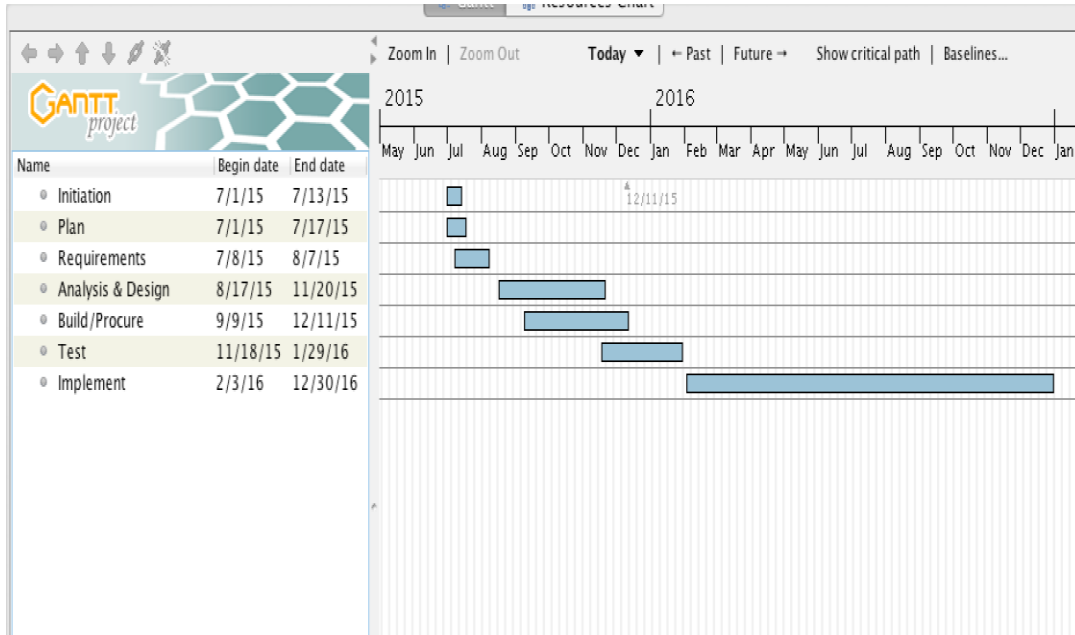 Gantt Resources Chart
Zoom In | Zoom Out Today ▼ | ← Past | Future → Show critical path | Baselines...
GANTT
project
2015 2016
May Jun Jul Aug Sep Oct Nov Dec Jan Feb Mar Apr May Jun Jul Aug Sep Oct Nov Dec Jan
Name Begin date End date
Initiation 7/1/15 7/13/15 12/11/15
Plan 7/1/15 7/17/15
Requirements 7/8/15 8/7/15
Analysis & Design 8/17/15 11/20/15
Build/Procure 9/9/15 12/11/15
Test 11/18/15 1/29/16
Implement 2/3/16 12/30/16